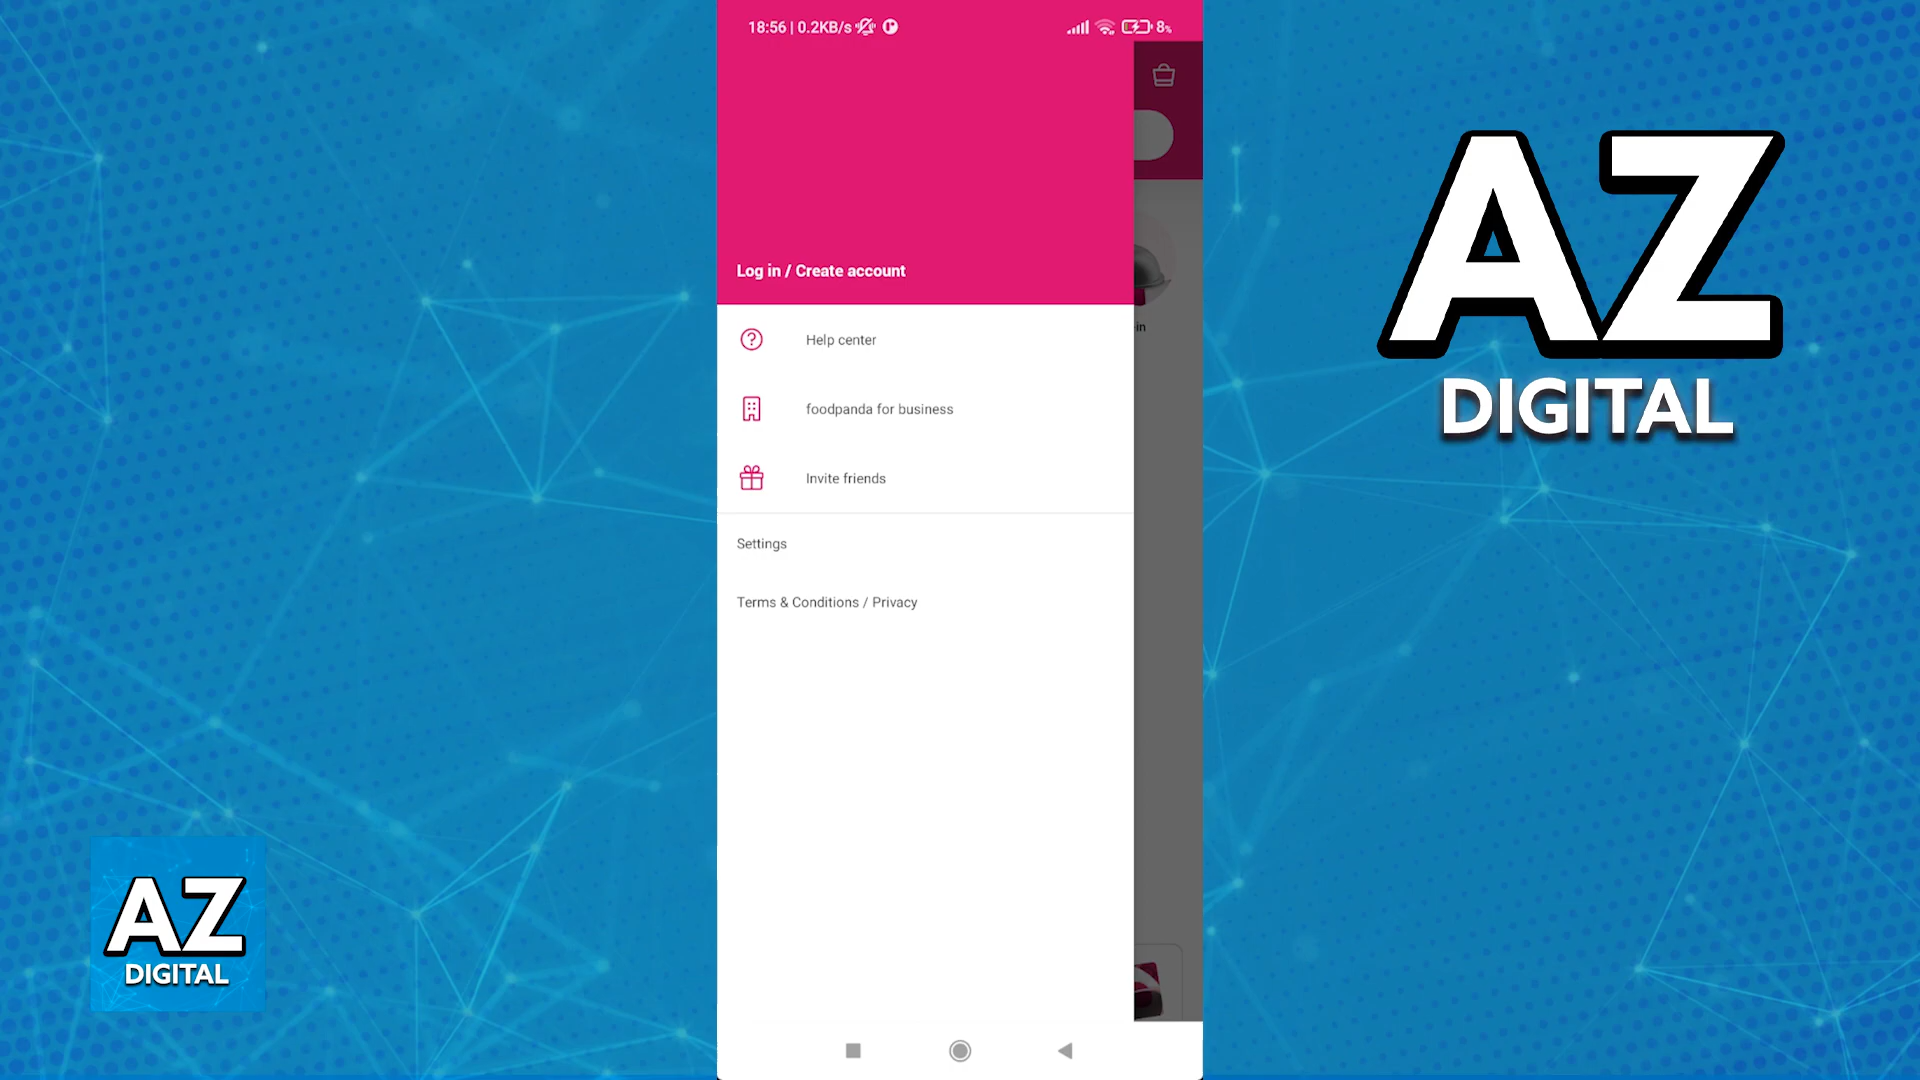 18:56 | 0.2KB/s
8%
Log in / Create account
Help center
foodpanda for business
Invite friends
Settings
Terms & Conditions / Privacy
-in
AZ
DIGITAL
AZ
DIGITAL